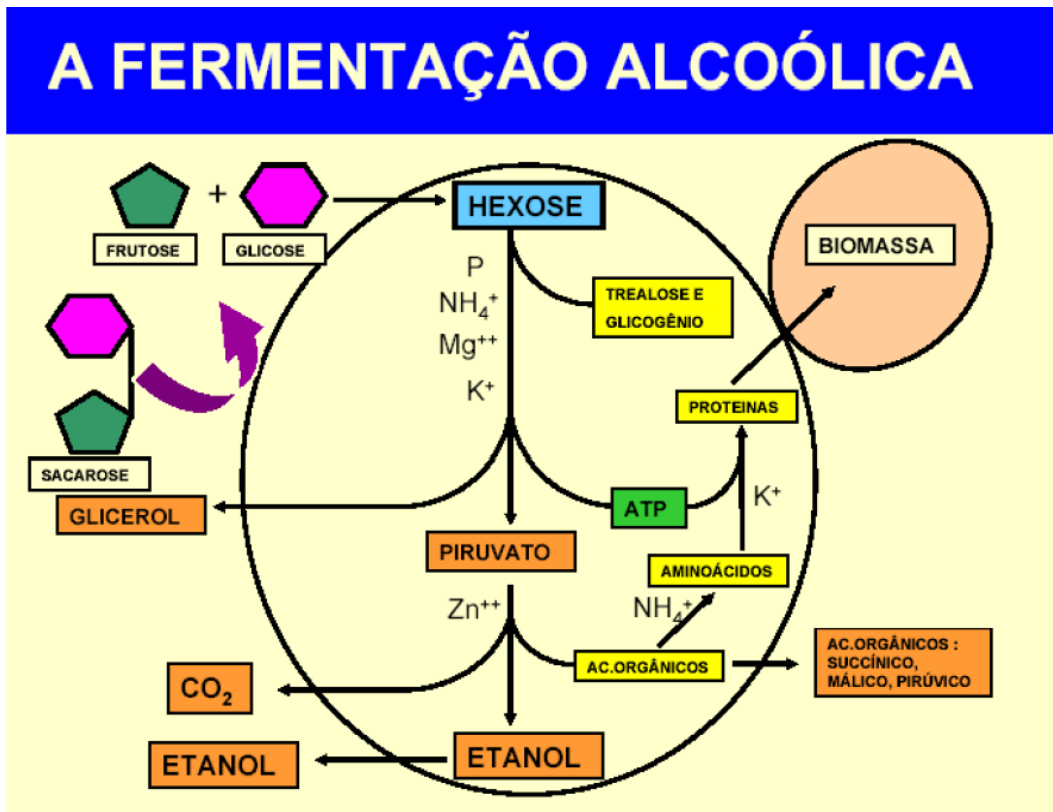 A FERMENTAÇÃO ALCOÓLICA
+
HEXOSE
FRUTOSE
GLICOSE
BIOMASSA
P
NH₄⁺
Mg⁺⁺
K⁺
TREALOSE E
GLICOGÊNIO
PROTEINAS
SACAROSE
GLICEROL
ATP
K⁺
PIRUVATO
AMINOÁCIDOS
Zn⁺⁺
NH₄⁺
AC.ORGÂNICOS
AC.ORGÂNICOS :
SUCCÍNICO,
MÁLICO, PIRÚVICO
CO₂
ETANOL
ETANOL